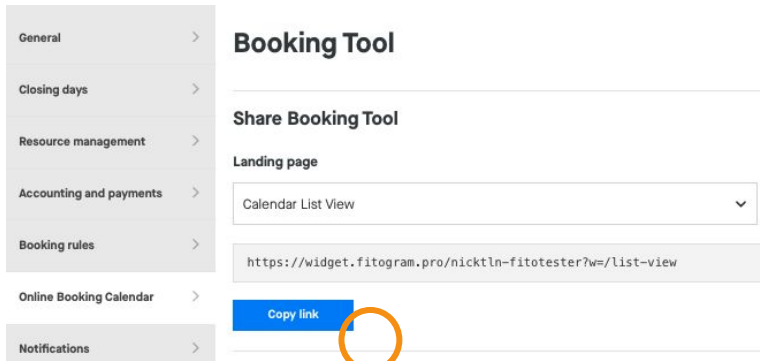 General
Closing days
Resource management
Accounting and payments
Booking rules
Online Booking Calendar
Notifications
Booking Tool
Share Booking Tool
Landing page
Calendar List View
https://widget.fitogram.pro/nicktln-fitotester?w=/list-view
Copy link